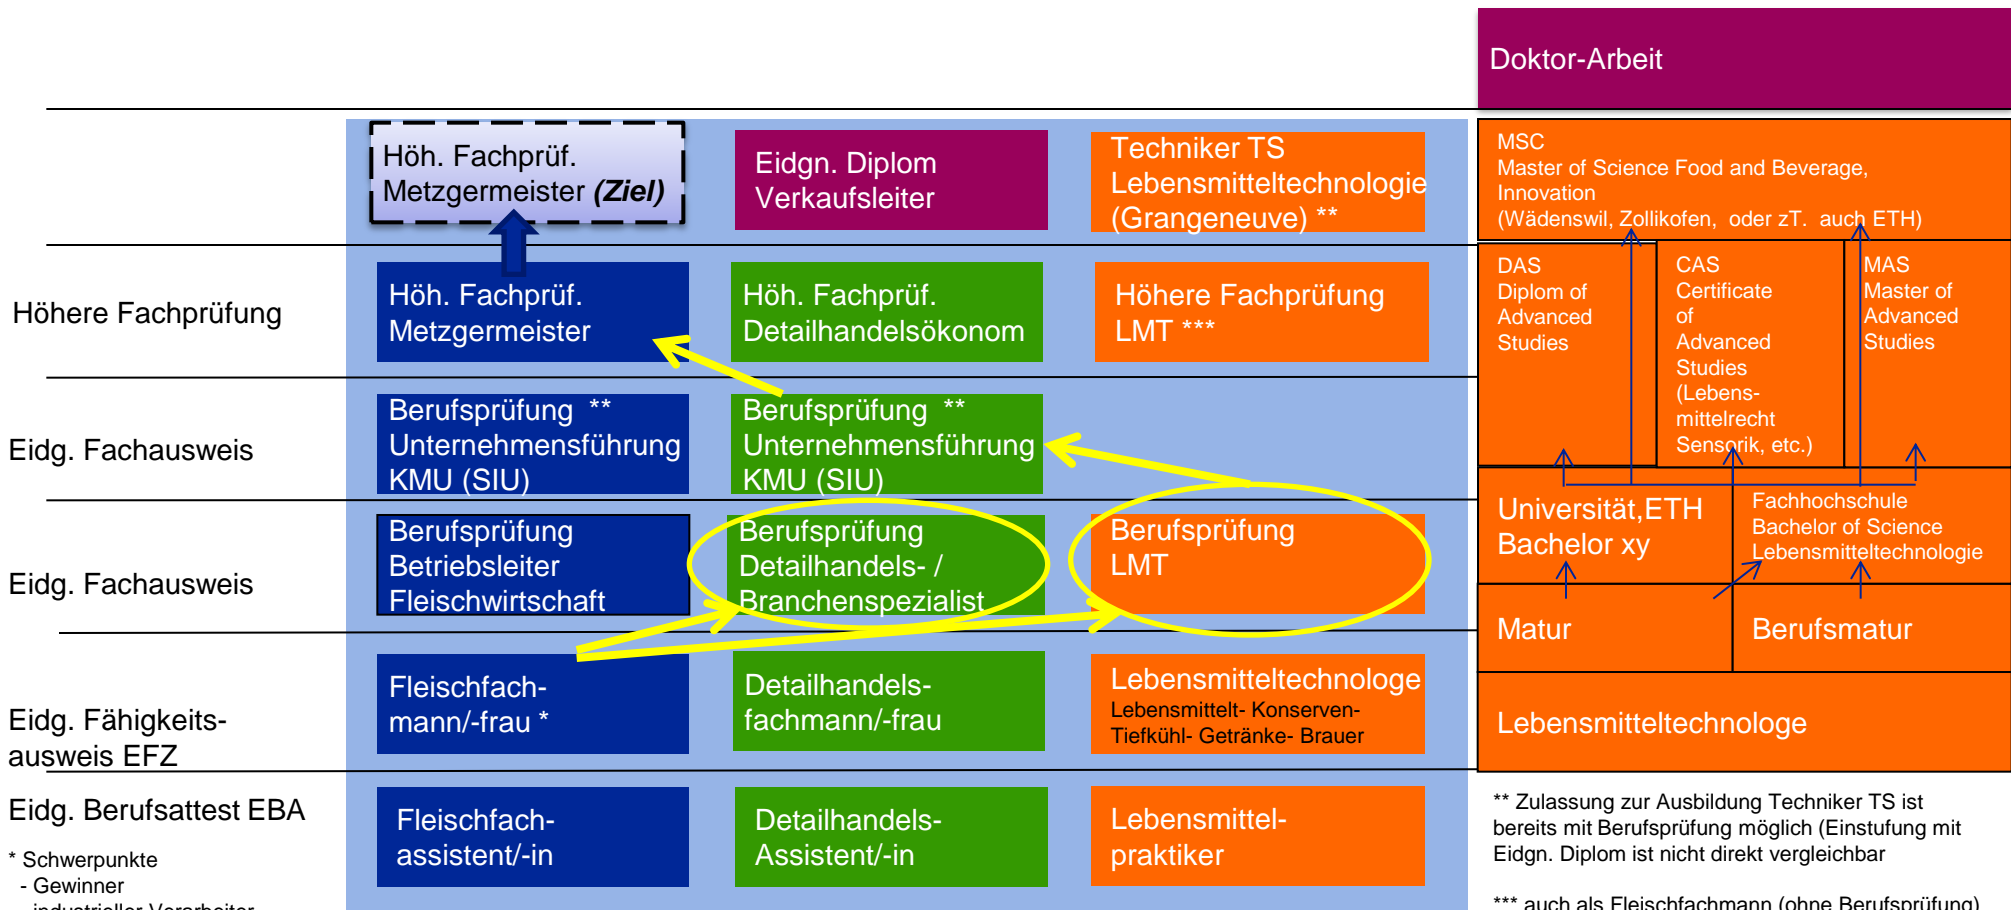 Doktor-Arbeit
Höh. Fachprüf.
Metzgermeister (Ziel)
Eidgn. Diplom
Verkaufsleiter
Techniker TS
Lebensmitteltechnologie
(Grangeneuve) **
MSC
Master of Science Food and Beverage,
Innovation
(Wädenswil, Zollikofen, oder zT. auch ETH)
Höhere Fachprüfung
Höh. Fachprüf.
Metzgermeister
Höh. Fachprüf.
Detailhandelsökonom
Höhere Fachprüfung
LMT ***
DAS
Diplom of
Advanced
Studies
CAS
Certificate
of
Advanced
Studies
(Lebens-
mittelrecht
Sensorik, etc.)
MAS
Master of
Advanced
Studies
Eidg. Fachausweis
Berufsprüfung **
Unternehmensführung
KMU (SIU)
Berufsprüfung **
Unternehmensführung
KMU (SIU)
Eidg. Fachausweis
Berufsprüfung
Betriebsleiter
Fleischwirtschaft
Berufsprüfung
Detailhandels- /
Branchenspezialist
Berufsprüfung
LMT
Universität,ETH
Bachelor xy
Fachhochschule
Bachelor of Science
Lebensmitteltechnologie
Matur
Berufsmatur
Eidg. Fähigkeits-
ausweis EFZ
Fleischfach-
mann/-frau *
Detailhandels-
fachmann/-frau
Lebensmitteltechnologe
Lebensmittelt- Konserven-
Tiefkühl- Getränke- Brauer
Lebensmitteltechnologe
Eidg. Berufsattest EBA
Fleischfach-
assistent/-in
Detailhandels-
Assistent/-in
Lebensmittel-
praktiker
* Schwerpunkte
- Gewinner
industrieller Verarbeiter
** Zulassung zur Ausbildung Techniker TS ist
bereits mit Berufsprüfung möglich (Einstufung mit
Eidgn. Diplom ist nicht direkt vergleichbar
*** auch als Fleischfachmann (ohne Berufsprüfung)